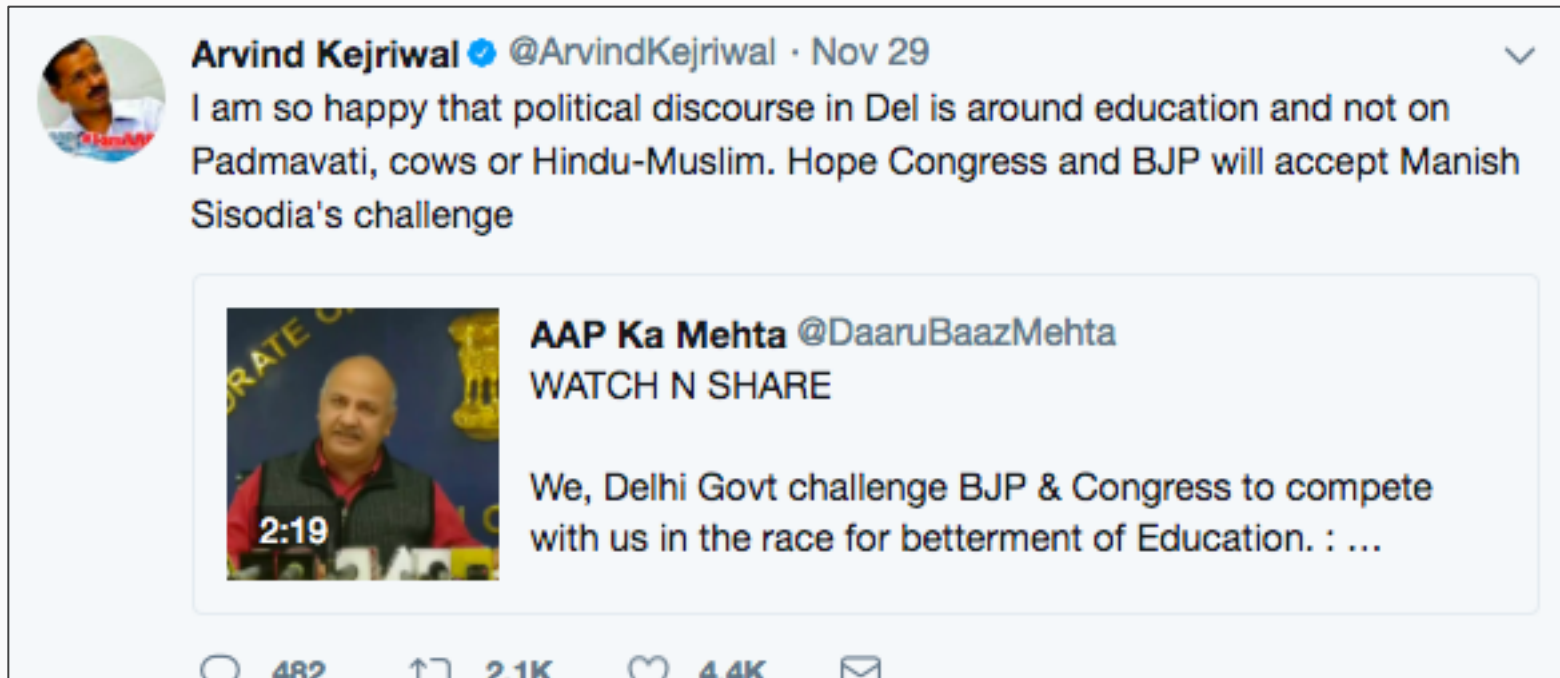 Arvind Kejriwal @ArvindKejriwal · Nov 29
I am so happy that political discourse in Del is around education and not on
Padmavati, cows or Hindu-Muslim. Hope Congress and BJP will accept Manish
Sisodia's challenge
AAP Ka Mehta @DaaruBaazMehta
WATCH N SHARE
We, Delhi Govt challenge BJP & Congress to compete
with us in the race for betterment of Education. : ...
2:19
482 2.1K 4.4K